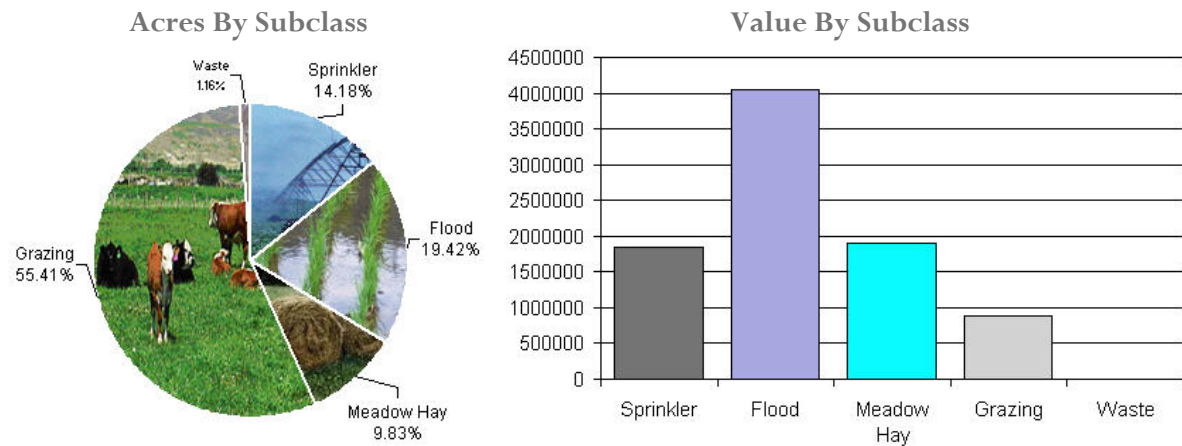 Acres By Subclass
Waste
1.16%
Sprinkler
14.18%
Flood
19.42%
Grazing
55.41%
Meadow Hay
9.83%
Value By Subclass
4500000
4000000
3500000
3000000
2500000
2000000
1500000
1000000
500000
0
Sprinkler
Flood
Meadow
Hay
Grazing
Waste